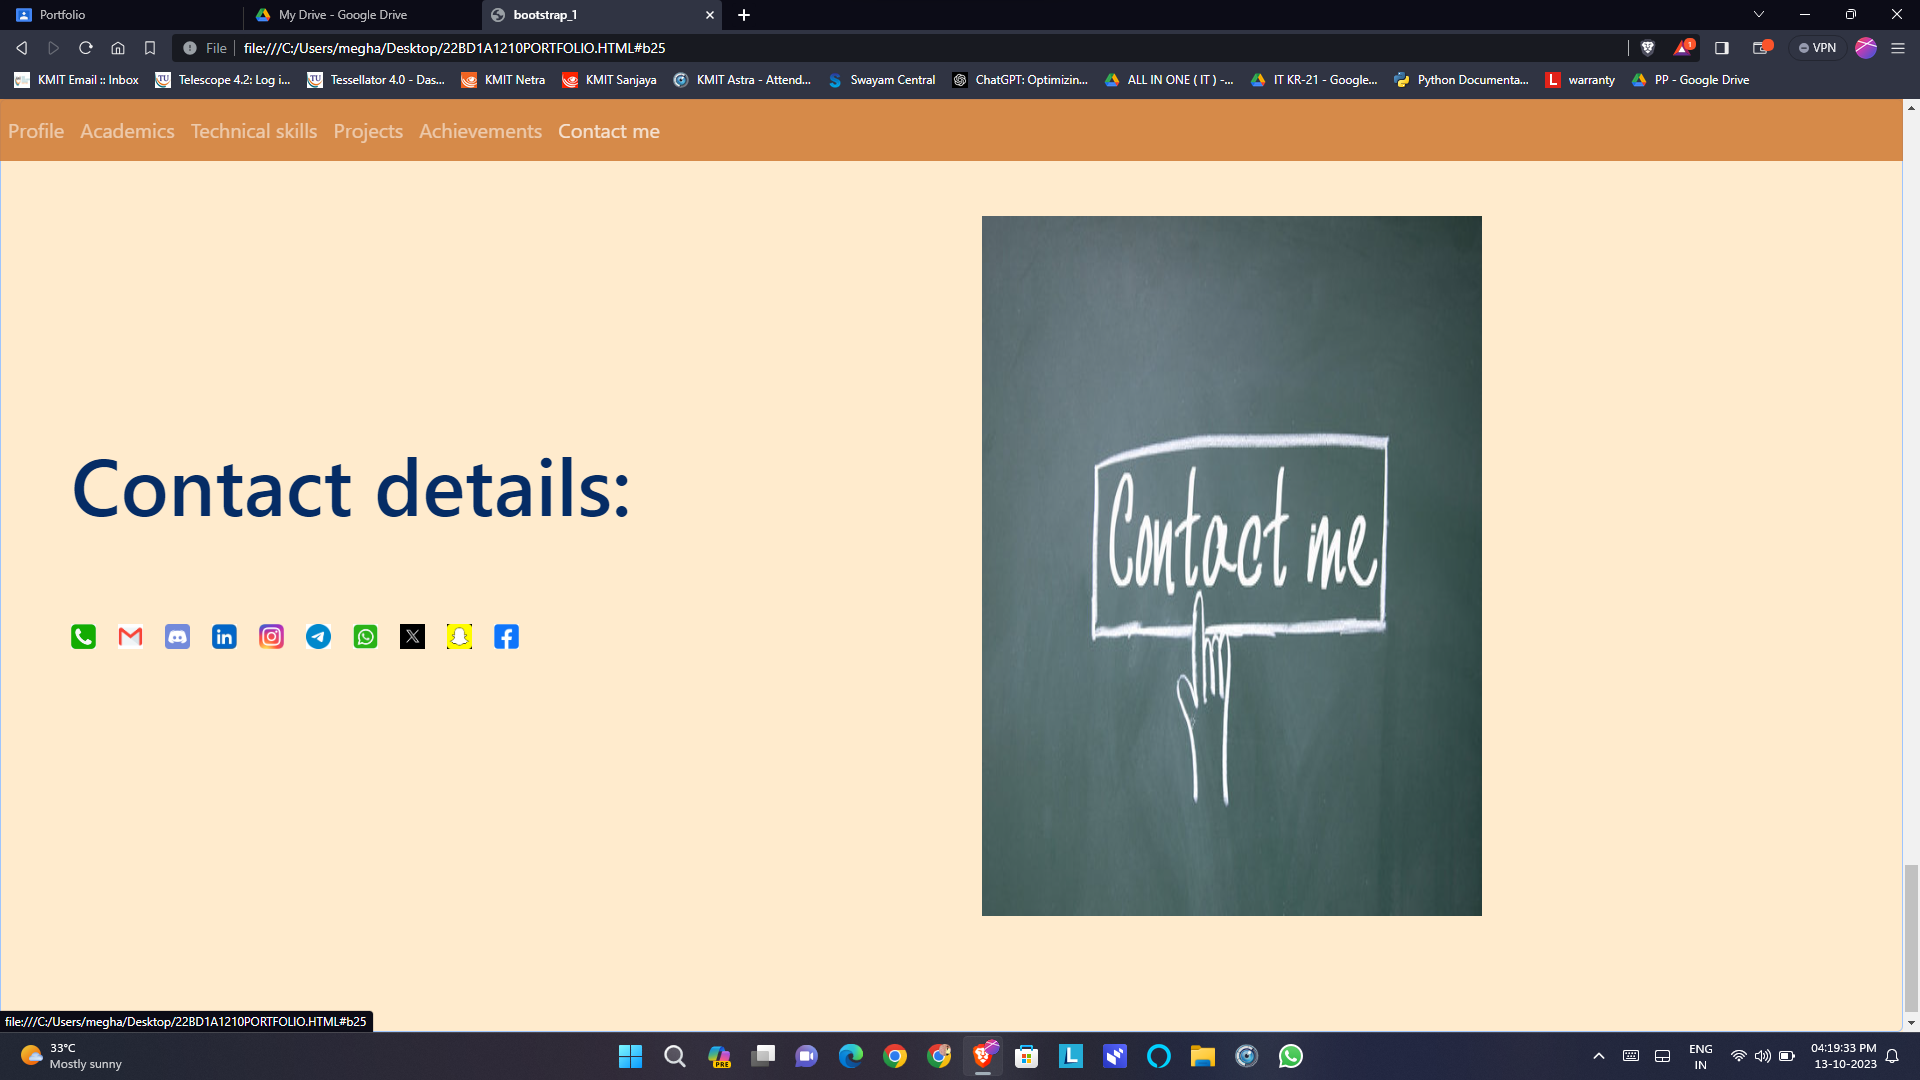 Portfolio
My Drive - Google Drive
bootstrap_1
File
file:///C:/Users/megha/Desktop/22BD1A1210PORTFOLIO.HTML#b25
1
VPN
KMIT Email :: Inbox
Telescope 4.2: Log i...
Tessellator 4.0 - Das...
KMIT Netra
KMIT Sanjaya
KMIT Astra - Attend...
Swayam Central
ChatGPT: Optimizin...
ALL IN ONE ( IT ) -...
IT KR-21 - Google...
Python Documenta...
L
warranty
PP - Google Drive
Profile
Academics
Technical skills
Projects
Achievements
Contact me
Contact details:
Contact me
file:///C:/Users/megha/Desktop/22BD1A1210PORTFOLIO.HTML#b25
33°C
Mostly sunny
PRE
L
ENG
IN
04:19:33 PM
13-10-2023